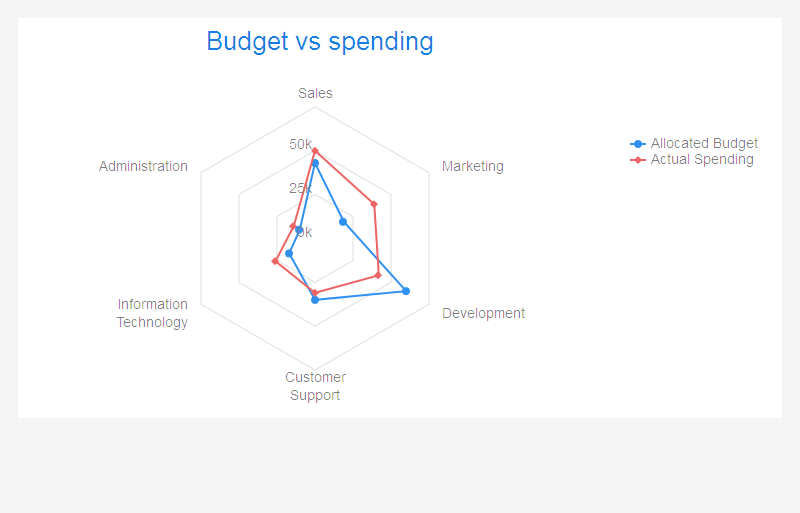 Budget vs spending
Sales
50k
25k
0k
Marketing
Administration
Development
Information
Technology
Customer
Support
Allocated Budget
Actual Spending